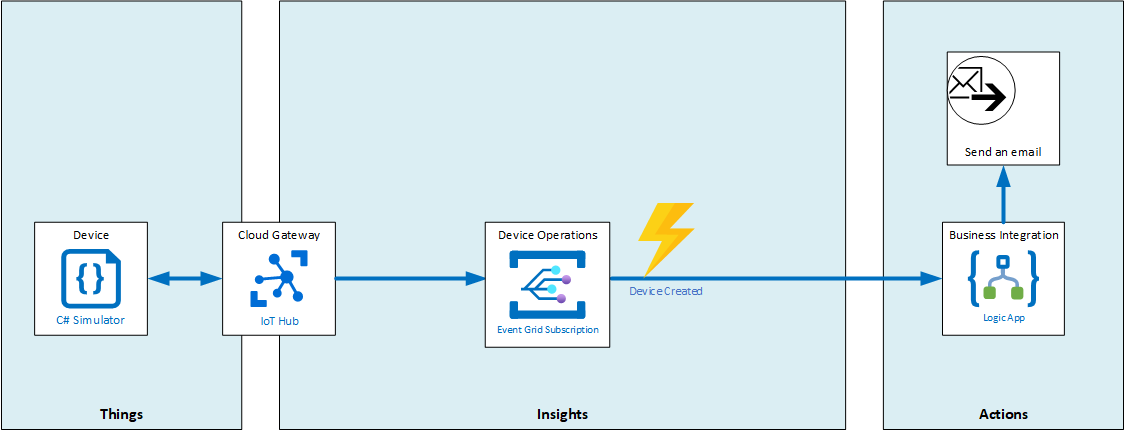 Send an email
Device
{ }
C# Simulator
Cloud Gateway
IoT Hub
Device Operations
Event Grid Subscription
Device Created
Business Integration
Logic App
Things
Insights
Actions